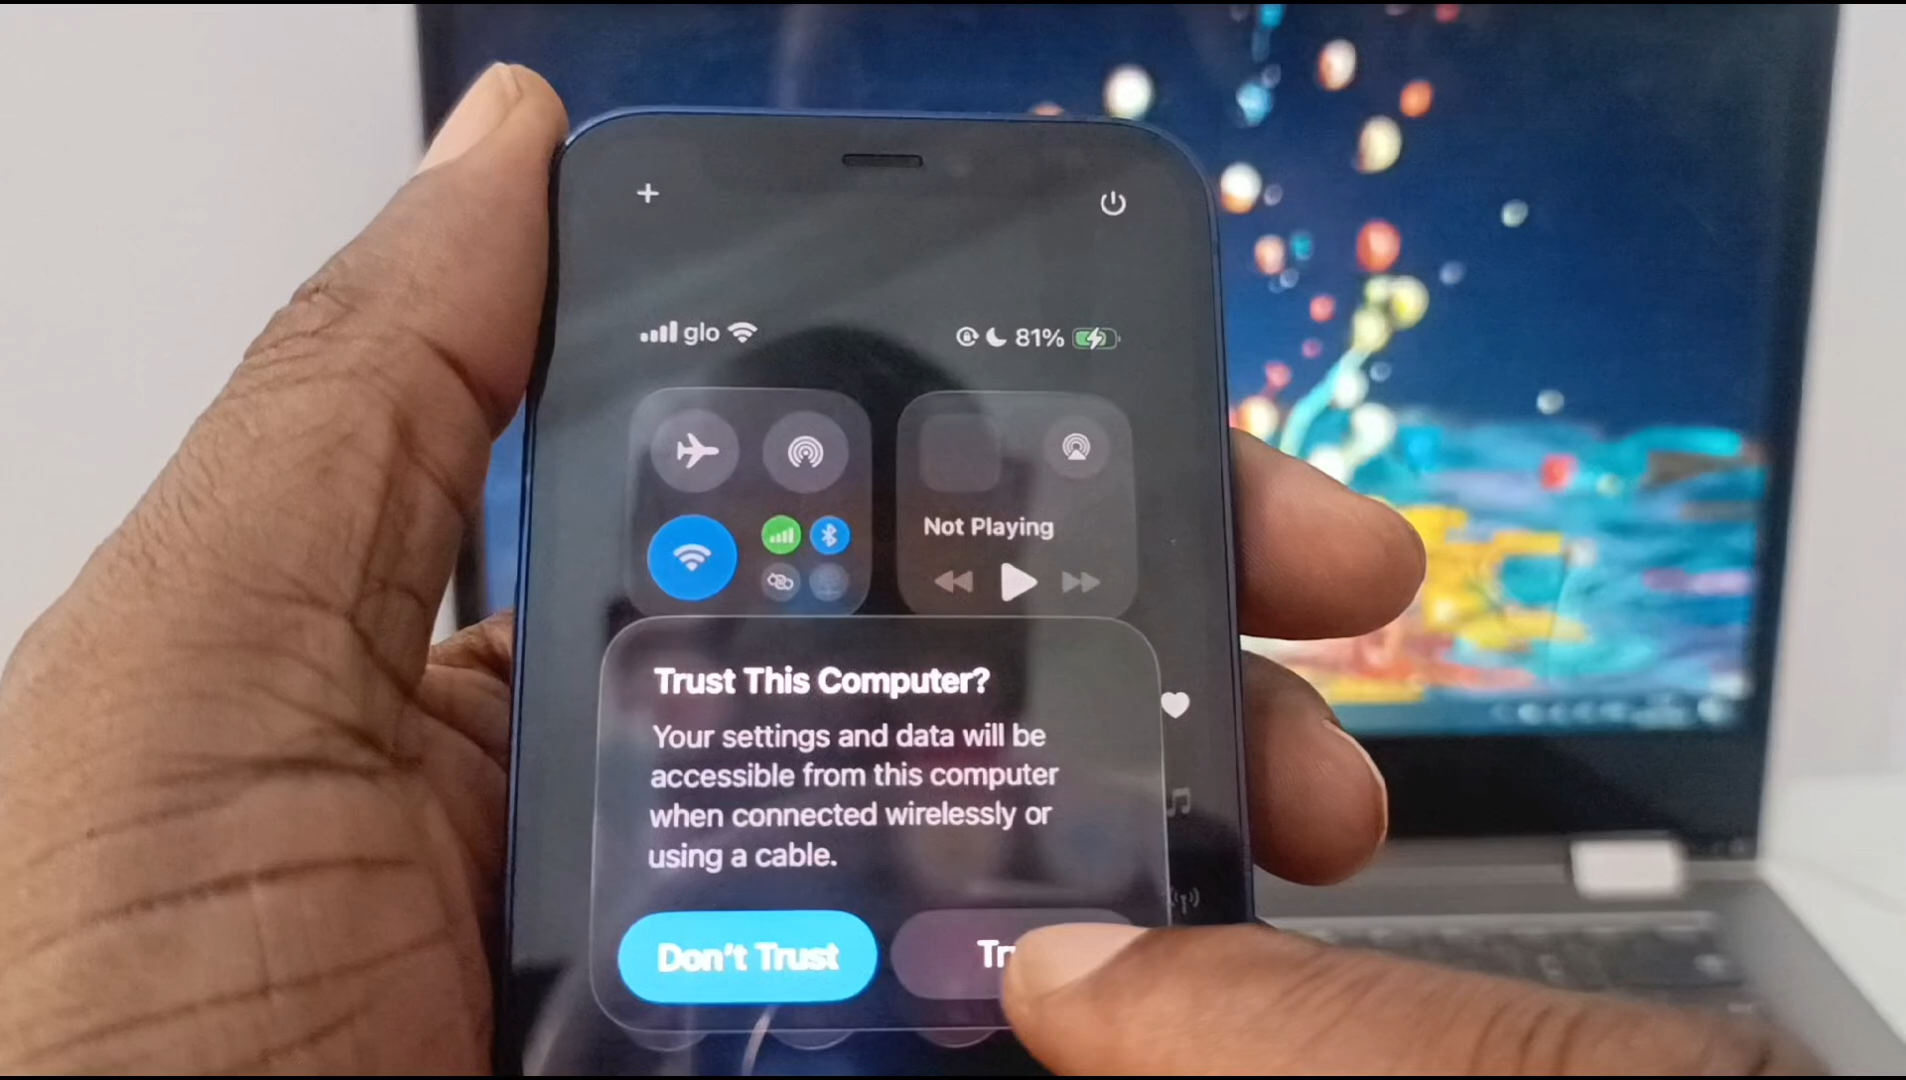 glo
81%
Not Playing
Trust This Computer?
Your settings and data will be
accessible from this computer
when connected wirelessly or
using a cable.
Don't Trust
Tr